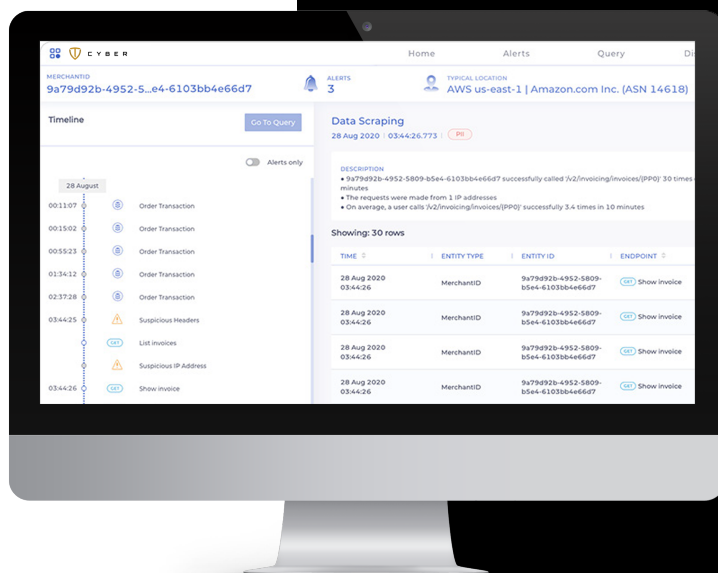 CYBER
Home
Alerts
Query
MERCHANTID
9a79d92b-4952-5...e4-6103bb4e66d7
ALERTS
3
TYPICAL LOCATION
AWS us-east-1 | Amazon.com Inc. (ASN 14618)
Timeline
Go To Query
Alerts only
28 August
00:11:07 Order Transaction
00:15:02 Order Transaction
00:55:23 Order Transaction
01:34:12 Order Transaction
02:37:28 Order Transaction
03:44:25 Suspicious Headers
GET List invoices
Suspicious IP Address
03:44:26 GET Show invoice
Data Scraping
28 Aug 2020 | 03:44:26.773 | PII
DESCRIPTION
• 9a79d92b-4952-5809-b5e4-6103bb4e66d7 successfully called '/v2/invoicing/invoices/{PP0}' 30 times
minutes
• The requests were made from 1 IP addresses
• On average, a user calls '/v2/invoicing/invoices/{PP0}' successfully 3.4 times in 10 minutes
Showing: 30 rows
TIME ENTITY TYPE ENTITY ID ENDPOINT
28 Aug 2020 9a79d92b-4952-5809-
03:44:26 MerchantID b5e4-6103bb4e66d7 GET Show invoice
28 Aug 2020 9a79d92b-4952-5809-
03:44:26 MerchantID b5e4-6103bb4e66d7 GET Show invoice
28 Aug 2020 9a79d92b-4952-5809-
03:44:26 MerchantID b5e4-6103bb4e66d7 GET Show invoice
28 Aug 2020 9a79d92b-4952-5809-
03:44:26 MerchantID b5e4-6103bb4e66d7 GET Show invoice